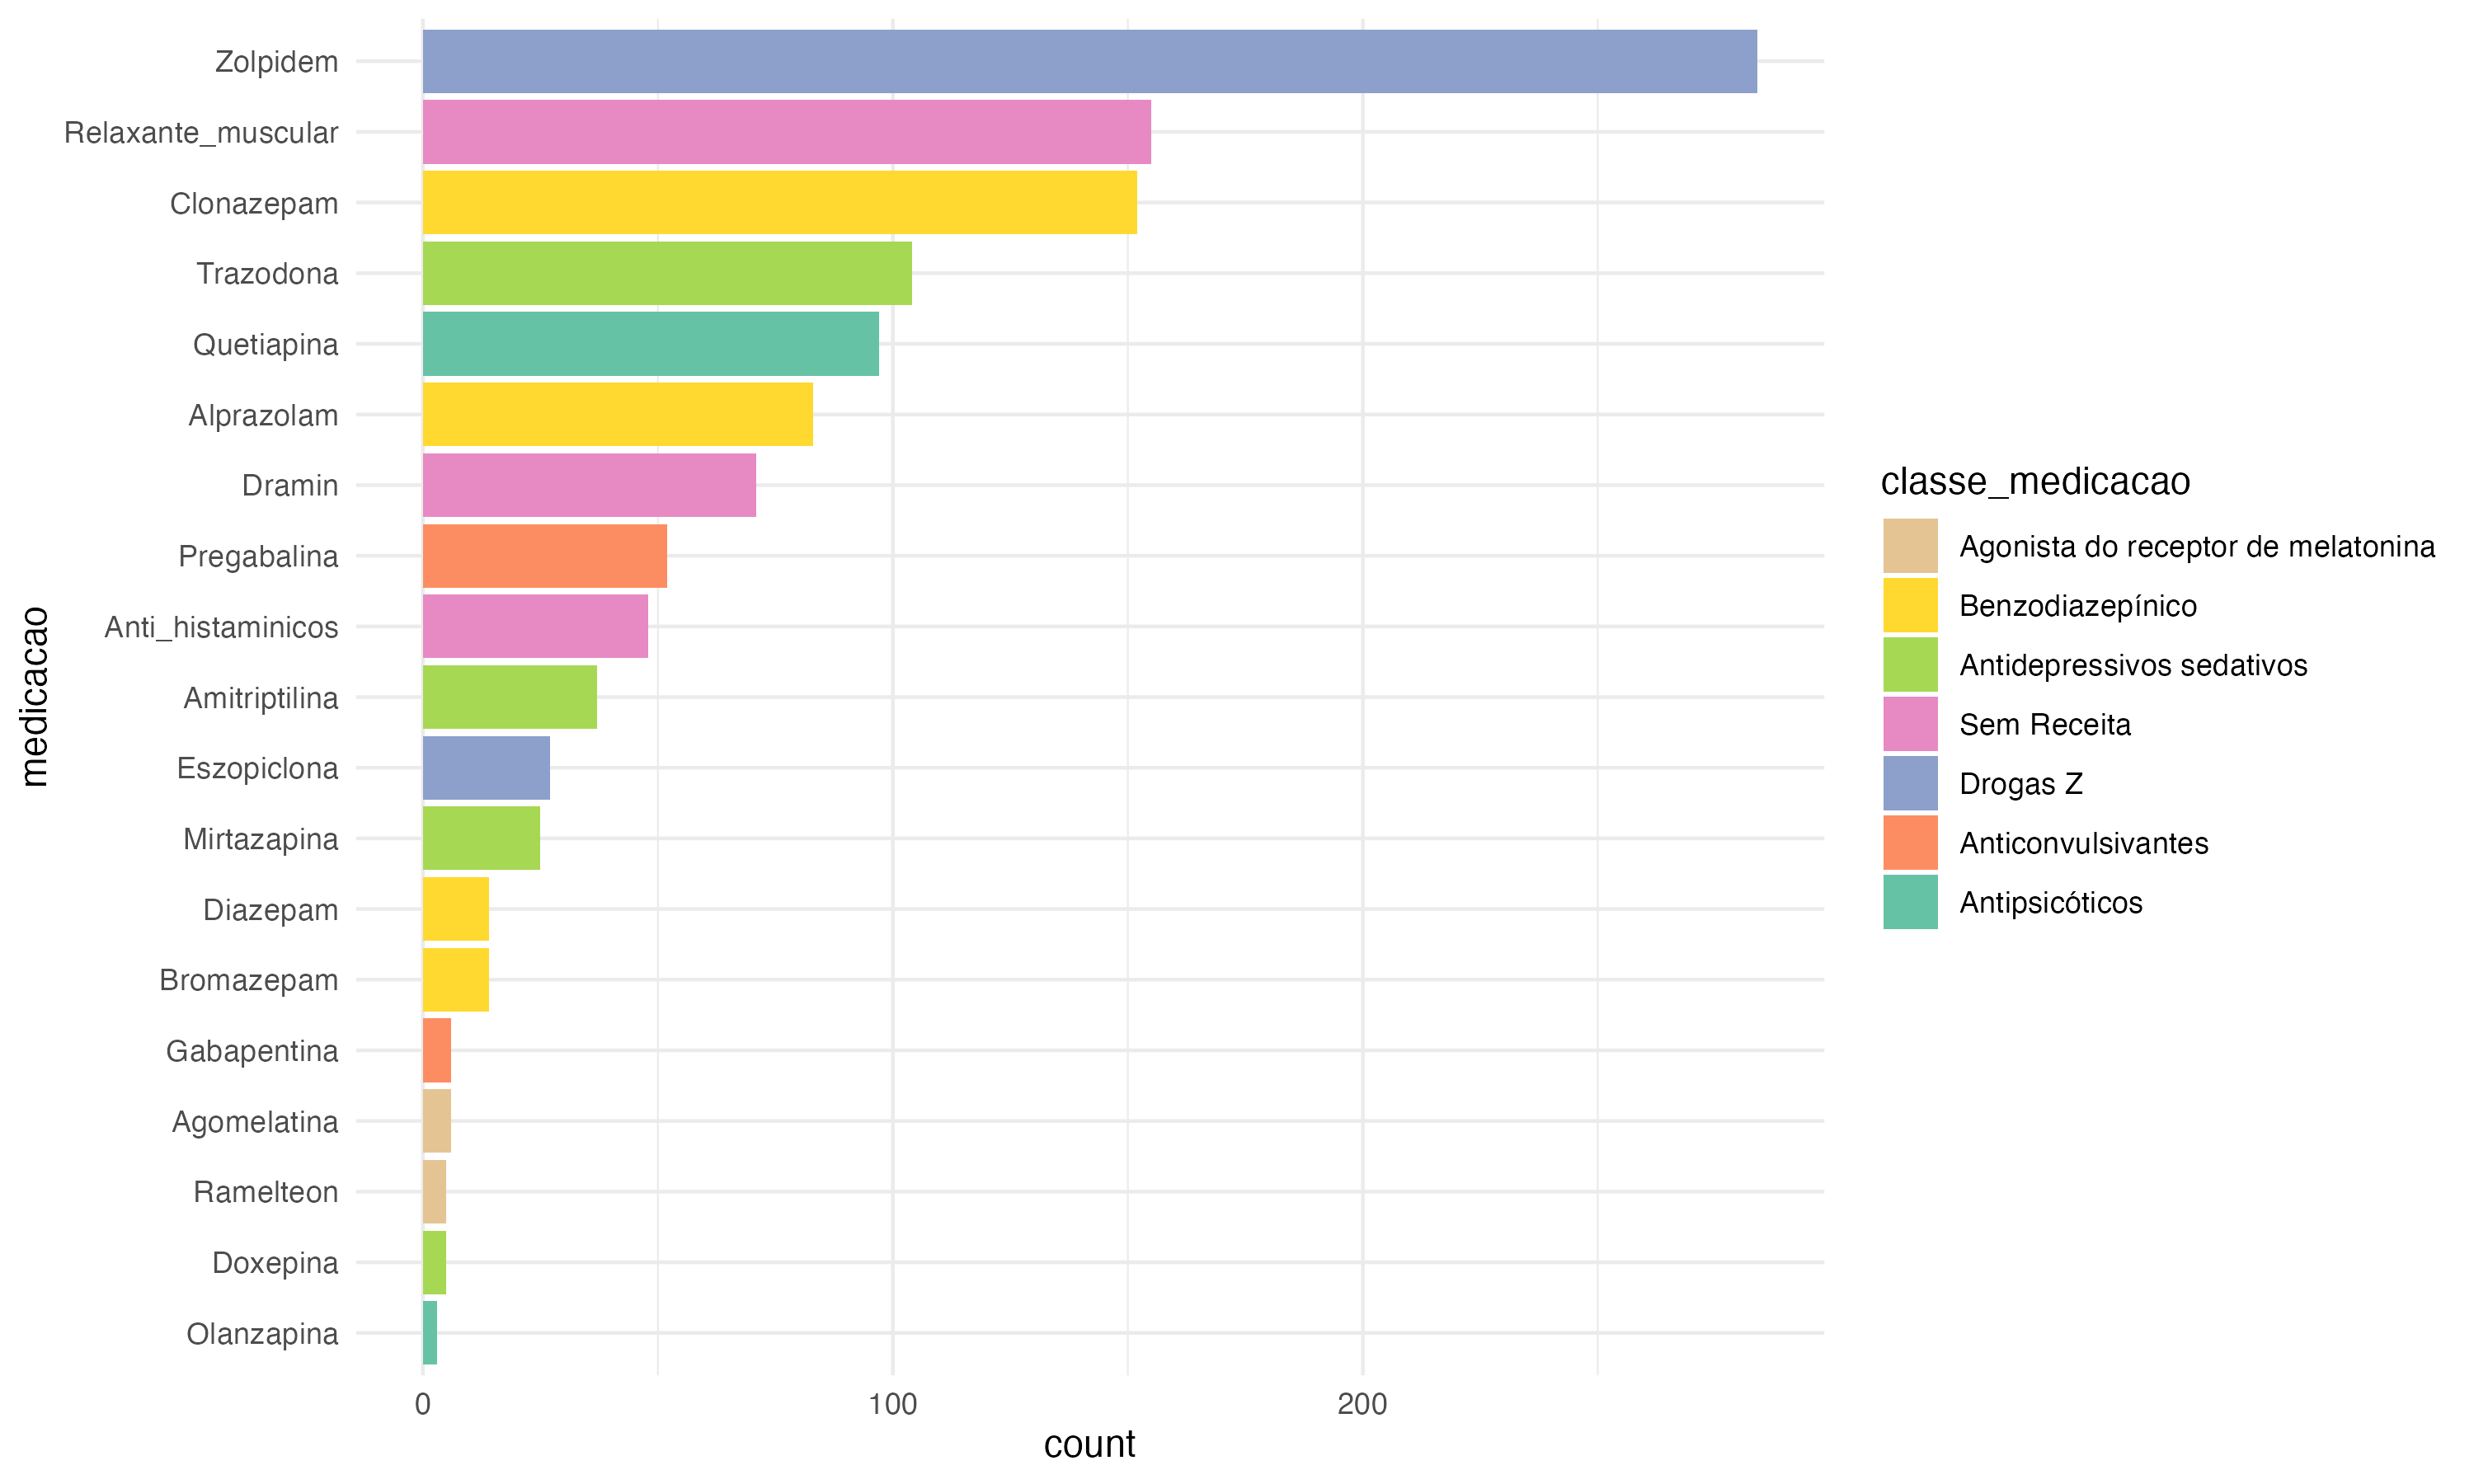 Zolpidem
Relaxante_muscular
Clonazepam
Trazodona
Quetiapina
Alprazolam
Dramin
Pregabalina
Anti_histaminicos
Amitriptilina
Eszopiclona
Mirtazapina
Diazepam
Bromazepam
Gabapentina
Agomelatina
Ramelteon
Doxepina
Olanzapina
medicacao
0 100 200
count
classe_medicacao
Agonista do receptor de melatonina
Benzodiazepínico
Antidepressivos sedativos
Sem Receita
Drogas Z
Anticonvulsivantes
Antipsicóticos